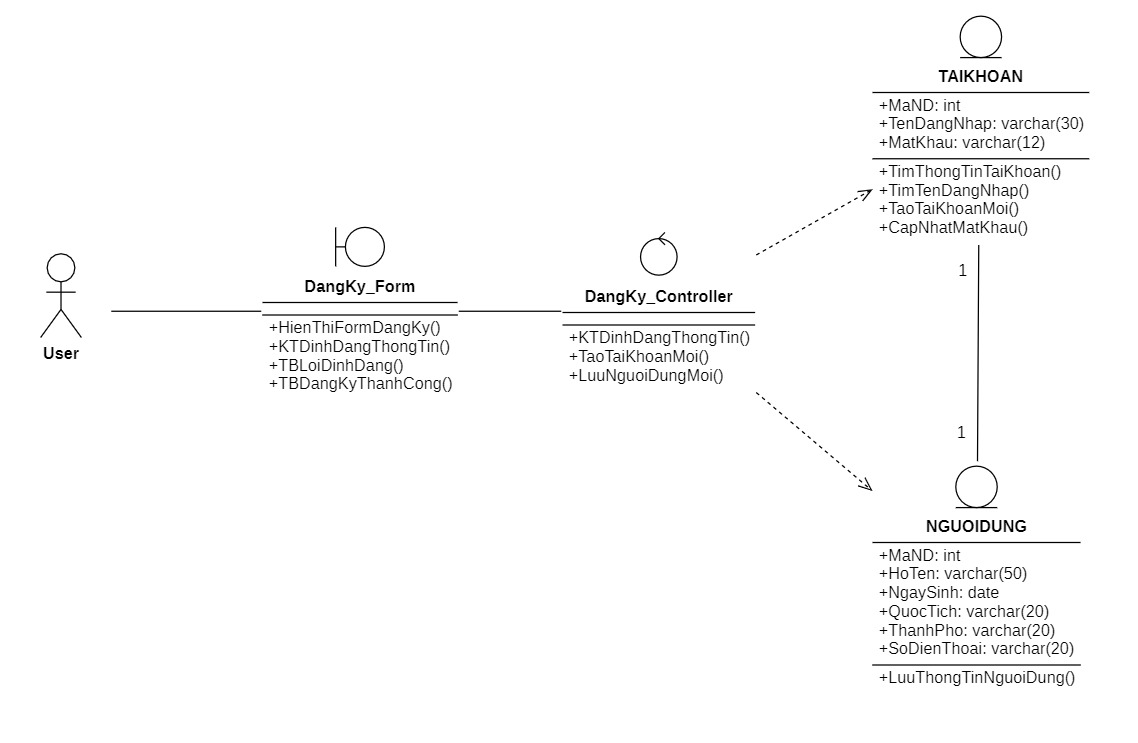 User
DangKy_Form
+HienThiFormDangKy()
+KTDinhDangThongTin()
+TBLoiDinhDang()
+TBDangKyThanhCong()
DangKy_Controller
+KTDinhDangThongTin()
+TaoTaiKhoanMoi()
+LuuNguoiDungMoi()
TAIKHOAN
+MaND: int
+TenDangNhap: varchar(30)
+MatKhau: varchar(12)
+TimThongTinTaiKhoan()
+TimTenDangNhap()
+TaoTaiKhoanMoi()
+CapNhatMatKhau()
1
1
NGUOIDUNG
+MaND: int
+HoTen: varchar(50)
+NgaySinh: date
+QuocTich: varchar(20)
+ThanhPho: varchar(20)
+SoDienThoai: varchar(20)
+LuuThongTinNguoiDung()